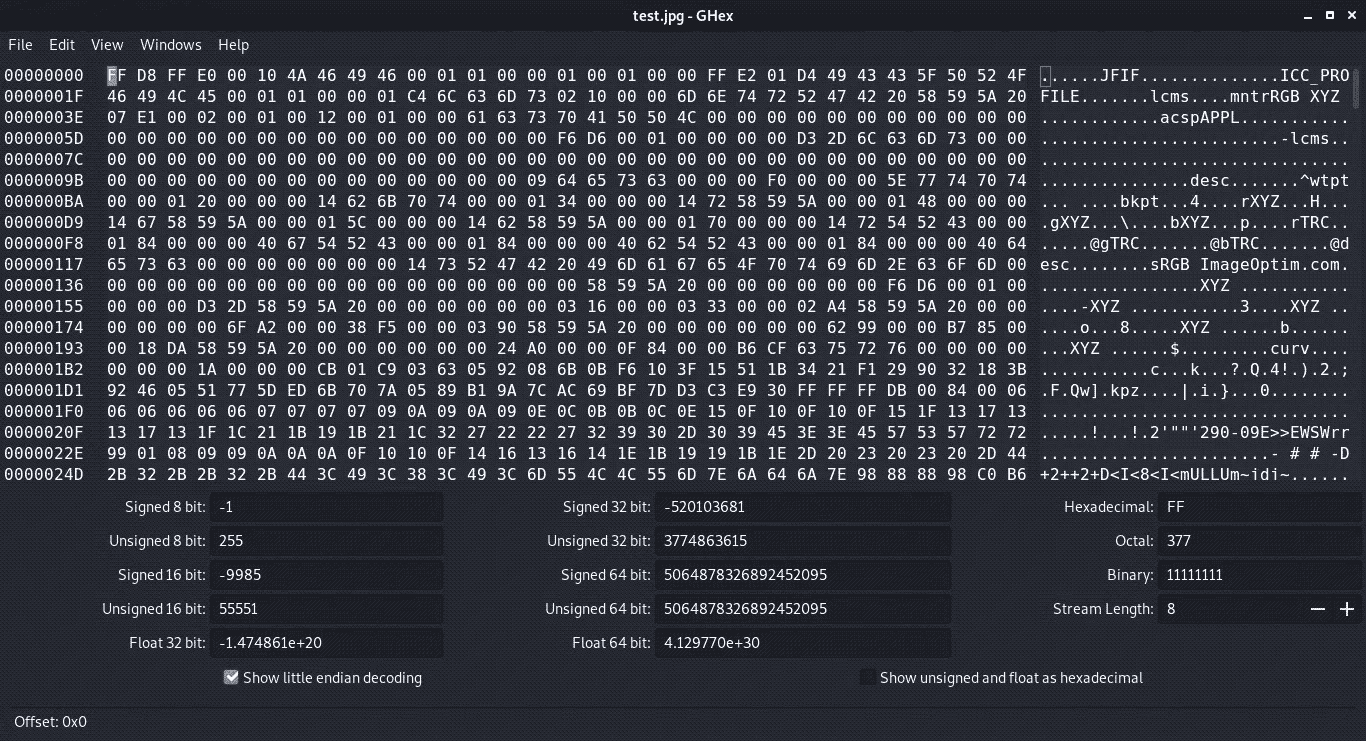 test.jpg - GHex
File Edit View Windows Help
00000000 FF D8 FF E0 00 10 4A 46 49 46 00 01 01 00 00 01 00 01 00 00 FF E2 01 D4 49 43 43 5F 50 52 4F ......JFIF..............ICC_PRO
0000001F 46 49 4C 45 00 01 01 00 00 01 C4 6C 63 6D 73 02 10 00 00 6D 6E 74 72 52 47 42 20 58 59 5A 20 FILE.......lcms....mntrRGB XYZ
0000003E 07 E1 00 02 00 01 00 12 00 01 00 00 61 63 73 70 41 50 50 4C 00 00 00 00 00 00 00 00 00 00 00 ............acspAPPL...........
0000005D 00 00 00 00 00 00 00 00 00 00 00 00 00 00 00 F6 D6 00 01 00 00 00 00 D3 2D 6C 63 6D 73 00 00 ........................-lcms..
0000007C 00 00 00 00 00 00 00 00 00 00 00 00 00 00 00 00 00 00 00 00 00 00 00 00 00 00 00 00 00 00 00 ...............................
0000009B 00 00 00 00 00 00 00 00 00 00 00 00 00 00 09 64 65 73 63 00 00 00 F0 00 00 00 5E 77 74 70 74 ...............desc.......^wtpt
000000BA 00 00 01 20 00 00 00 14 62 6B 70 74 00 00 01 34 00 00 00 14 72 58 59 5A 00 00 01 48 00 00 00 ... ....bkpt...4....rXYZ...H...
000000D9 14 67 58 59 5A 00 00 01 5C 00 00 00 14 62 58 59 5A 00 00 01 70 00 00 00 14 72 54 52 43 00 00 .gXYZ...\....bXYZ...p....rTRC..
000000F8 01 84 00 00 00 40 67 54 52 43 00 00 01 84 00 00 00 40 62 54 52 43 00 00 01 84 00 00 00 40 64 .....@gTRC.......@bTRC.......@d
00000117 65 73 63 00 00 00 00 00 00 00 14 73 52 47 42 20 49 6D 61 67 65 4F 70 74 69 6D 2E 63 6F 6D 00 esc........sRGB ImageOptim.com.
00000136 00 00 00 00 00 00 00 00 00 00 00 00 00 00 00 00 58 59 5A 20 00 00 00 00 00 00 F6 D6 00 01 00 ................XYZ ...........
00000155 00 00 00 D3 2D 58 59 5A 20 00 00 00 00 00 00 03 16 00 00 03 33 00 00 02 A4 58 59 5A 20 00 00 ....-XYZ ...........3....XYZ ..
00000174 00 00 00 00 6F A2 00 00 38 F5 00 00 03 90 58 59 5A 20 00 00 00 00 00 00 62 99 00 00 B7 85 00 ....o...8.....XYZ ......b......
00000193 00 18 DA 58 59 5A 20 00 00 00 00 00 00 24 A0 00 00 0F 84 00 00 B6 CF 63 75 72 76 00 00 00 00 ...XYZ ......$.........curv....
000001B2 00 00 00 1A 00 00 00 CB 01 C9 03 63 05 92 08 6B 0B F6 10 3F 15 51 1B 34 21 F1 29 90 32 18 3B ...........c...k...?.Q.4!.).2.;
000001D1 92 46 05 51 77 5D ED 6B 70 7A 05 89 B1 9A 7C AC 69 BF 7D D3 C3 E9 30 FF FF FF DB 00 84 00 06 .F.Qw].kpz....|.i.}...0........
000001F0 06 06 06 06 06 07 07 07 07 09 0A 09 0A 09 0E 0C 0B 0B 0C 0E 15 0F 10 0F 10 0F 15 1F 13 17 13 ...............................
0000020F 13 17 13 1F 1C 21 1B 19 1B 21 1C 32 27 22 22 27 32 39 30 2D 30 39 45 3E 3E 45 57 53 57 72 72 .....!...!.2'""'290-09E>>EWSWrr
0000022E 99 01 08 09 09 0A 0A 0A 0F 10 10 0F 14 16 13 16 14 1E 1B 19 19 1B 1E 2D 20 23 20 23 20 2D 44 .......................- # # -D
0000024D 2B 32 2B 2B 32 2B 44 3C 49 3C 38 3C 49 3C 6D 55 4C 4C 55 6D 7E 6A 64 6A 7E 98 88 88 98 C0 B6 +2++2+D<I<8<I<mULLUm~jdj~......
Signed 8 bit: -1 Signed 32 bit: -520103681 Hexadecimal: FF
Unsigned 8 bit: 255 Unsigned 32 bit: 3774863615 Octal: 377
Signed 16 bit: -9985 Signed 64 bit: 5064878326892452095 Binary: 11111111
Unsigned 16 bit: 55551 Unsigned 64 bit: 5064878326892452095 Stream Length: 8
Float 32 bit: -1.474861e+20 Float 64 bit: 4.129770e+30
Show little endian decoding Show unsigned and float as hexadecimal
Offset: 0x0